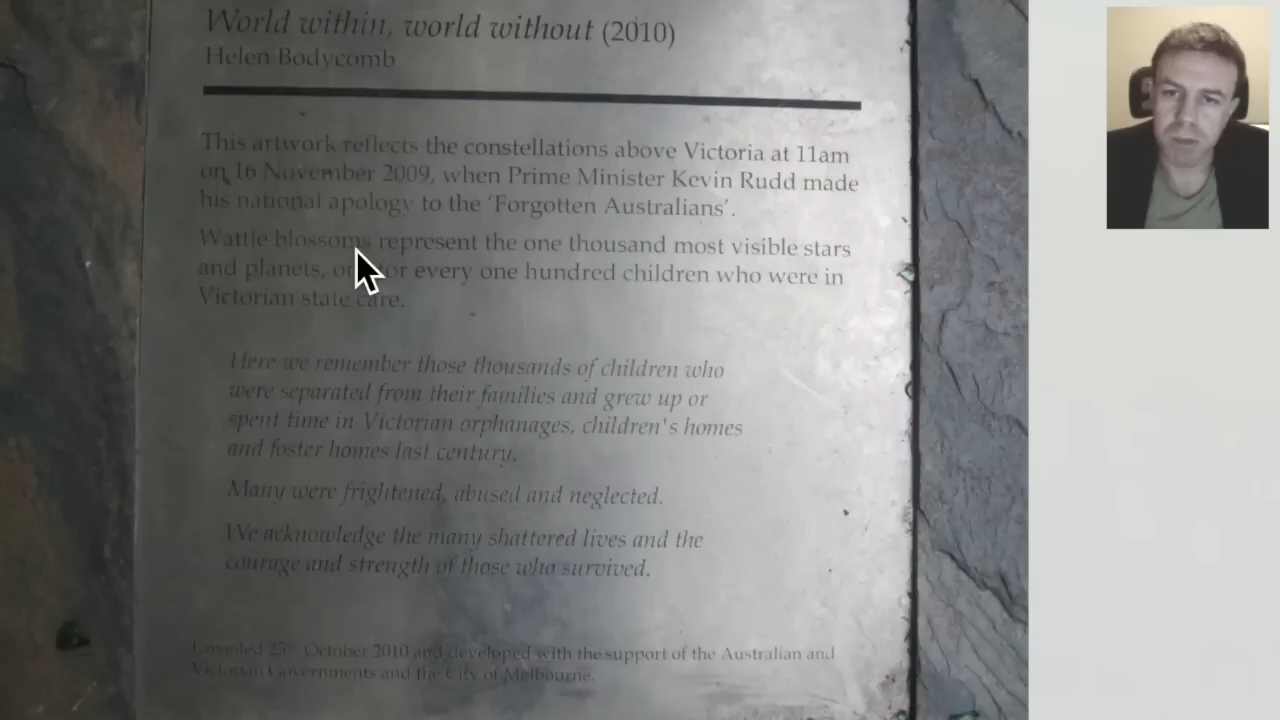 World within, world without (2010)
Helen Bodycomb
This artwork reflects the constellations above Victoria at 11am
on 16 November 2009, when Prime Minister Kevin Rudd made
his national apology to the ‘Forgotten Australians’.
Wattle blossoms represent the one thousand most visible stars
and planets, for every one hundred children who were in
Victorian state care.
Here we remember those thousands of children who
were separated from their families and grew up or
spent time in Victorian orphanages, children's homes
and foster homes last century.
Many were frightened, abused and neglected.
We acknowledge the many shattered lives and the
courage and strength of those who survived.
Unveiled 25th October 2010 and developed with the support of the Australian and
Victorian Governments and the City of Melbourne.